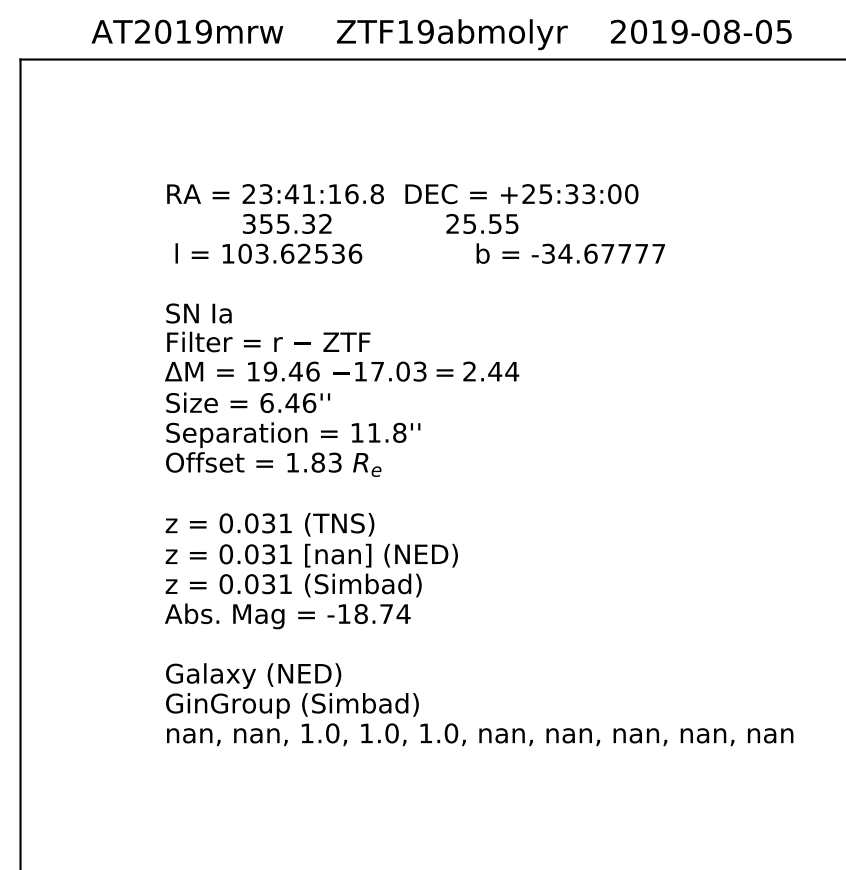 AT2019mrw ZTF19abmolyr 2019-08-05
RA = 23:41:16.8 DEC = +25:33:00
355.32 25.55
l = 103.62536 b = -34.67777
SN Ia
Filter = r − ZTF
ΔM = 19.46 −17.03 = 2.44
Size = 6.46''
Separation = 11.8''
Offset = 1.83 Rₑ
z = 0.031 (TNS)
z = 0.031 [nan] (NED)
z = 0.031 (Simbad)
Abs. Mag = -18.74
Galaxy (NED)
GinGroup (Simbad)
nan, nan, 1.0, 1.0, 1.0, nan, nan, nan, nan, nan